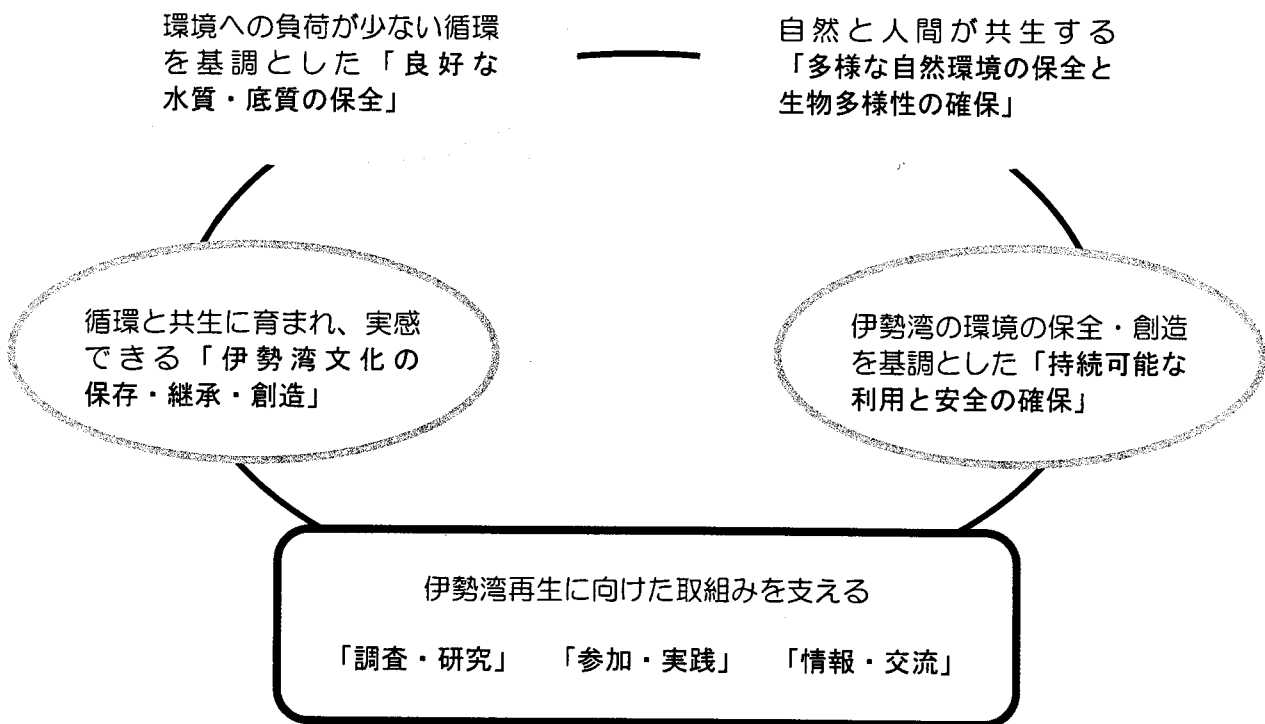 環境への負荷が少ない循環
を基調とした「良好な
水質・底質の保全」
自然と人間が共生する
「多様な自然環境の保全と
生物多様性の確保」
循環と共生に育まれ、実感
できる「伊勢湾文化の
保存・継承・創造」
伊勢湾の環境の保全・創造
を基調とした「持続可能な
利用と安全の確保」
伊勢湾再生に向けた取組みを支える
「調査・研究」 「参加・実践」 「情報・交流」